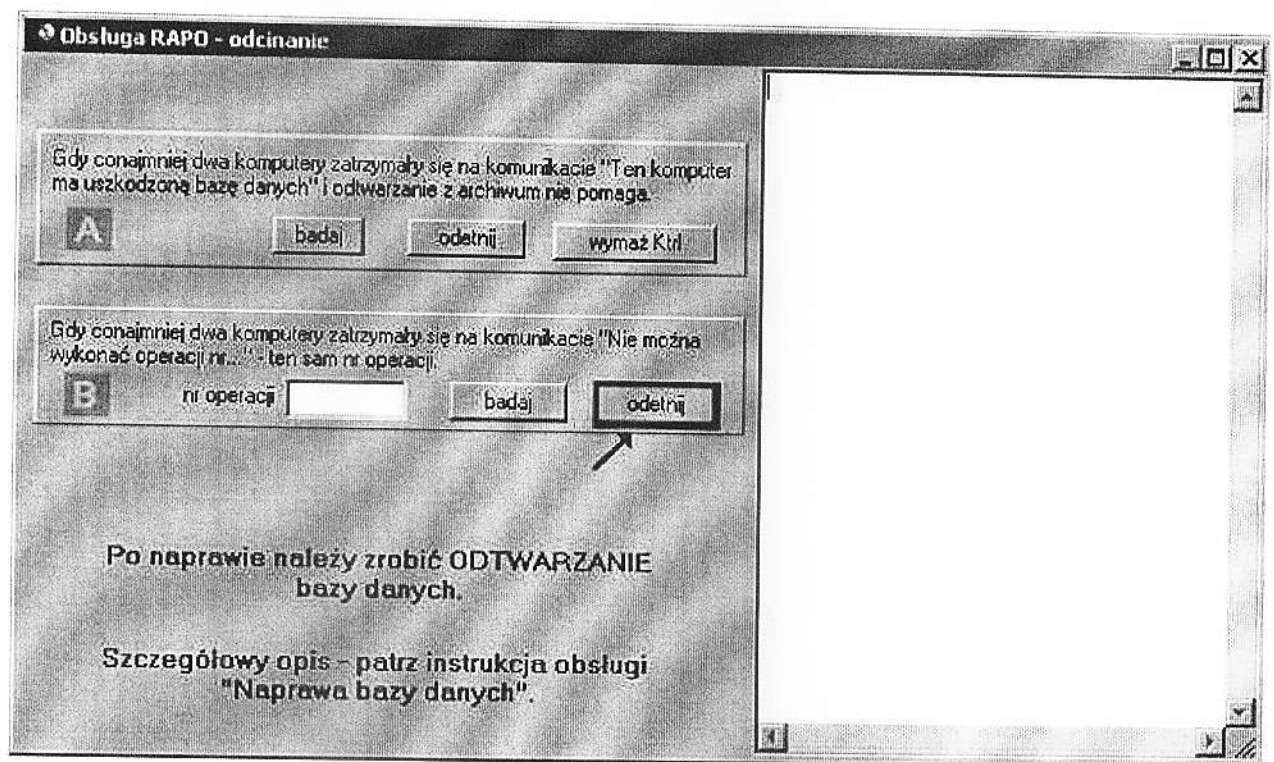 Obsługa RAPO - odcinanie
Gdy conajmniej dwa komputery zatrzymały się na komunikacie "Ten komputer
ma uszkodzoną bazę danych" i odtwarzanie z archiwum nie pomaga.
A
badaj
odetnij
wymaż Ktrl
Gdy conajmniej dwa komputery zatrzymały się na komunikacie "Nie można
wykonać operacji nr..." - ten sam nr operacji.
B
nr operacji
badaj
odetnij
Po naprawie należy zrobić ODTWARZANIE
bazy danych.
Szczegółowy opis - patrz instrukcja obsługi
"Naprawa bazy danych".